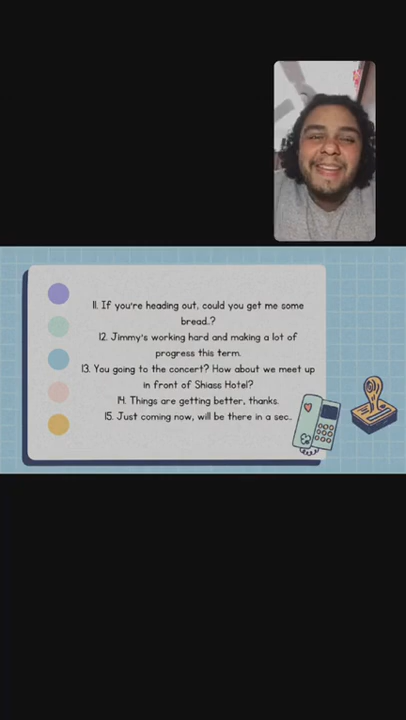 11. If you're heading out, could you get me some
bread.?
12. Jimmy's working hard and making a lot of
progress this term.
13. You going to the concert? How about we meet up
in front of Shiass Hotel?
14. Things are getting better, thanks.
15. Just coming now, will be there in a sec..